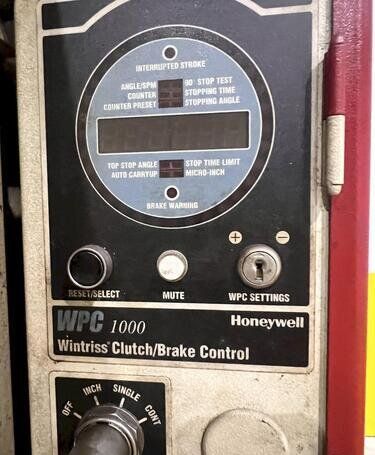 INTERRUPTED STROKE
ANGLE/SPM
COUNTER
COUNTER PRESET
90° STOP TEST
STOPPING TIME
STOPPING ANGLE
TOP STOP ANGLE
AUTO CARRYUP
STOP TIME LIMIT
MICRO-INCH
BRAKE WARNING
+ −
RESET/SELECT
MUTE
WPC SETTINGS
WPC 1000
Honeywell
Wintriss® Clutch/Brake Control
OFF INCH SINGLE CONT